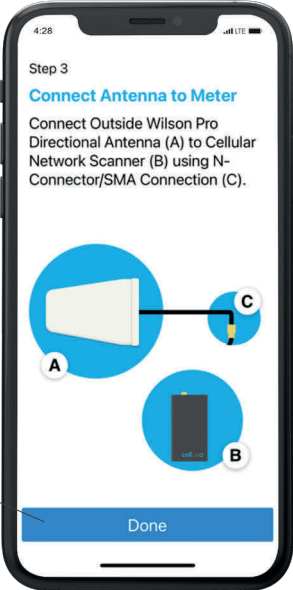 4:28 LTE
Step 3
Connect Antenna to Meter
Connect Outside Wilson Pro
Directional Antenna (A) to Cellular
Network Scanner (B) using N-
Connector/SMA Connection (C).
C
A
B
Done